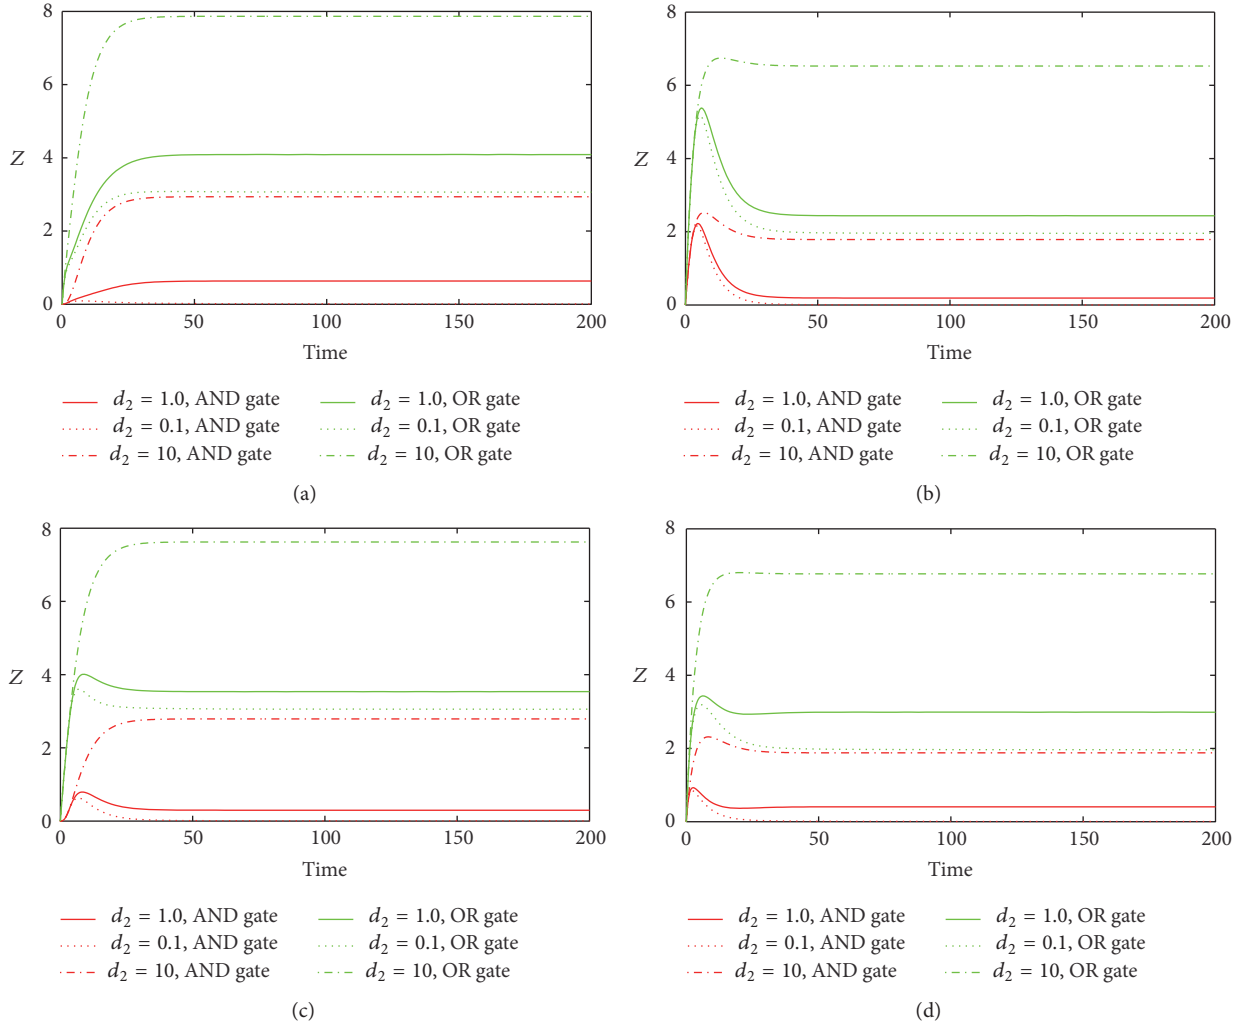 8
6
4
Z
2
0
0 50 100 150 200
Time
d₂ = 1.0, AND gate d₂ = 1.0, OR gate
d₂ = 0.1, AND gate d₂ = 0.1, OR gate
d₂ = 10, AND gate d₂ = 10, OR gate
(a)
8
6
4
Z
2
0
0 50 100 150 200
Time
d₂ = 1.0, AND gate d₂ = 1.0, OR gate
d₂ = 0.1, AND gate d₂ = 0.1, OR gate
d₂ = 10, AND gate d₂ = 10, OR gate
(b)
8
6
4
Z
2
0
0 50 100 150 200
Time
d₂ = 1.0, AND gate d₂ = 1.0, OR gate
d₂ = 0.1, AND gate d₂ = 0.1, OR gate
d₂ = 10, AND gate d₂ = 10, OR gate
(c)
8
6
4
Z
2
0
0 50 100 150 200
Time
d₂ = 1.0, AND gate d₂ = 1.0, OR gate
d₂ = 0.1, AND gate d₂ = 0.1, OR gate
d₂ = 10, AND gate d₂ = 10, OR gate
(d)